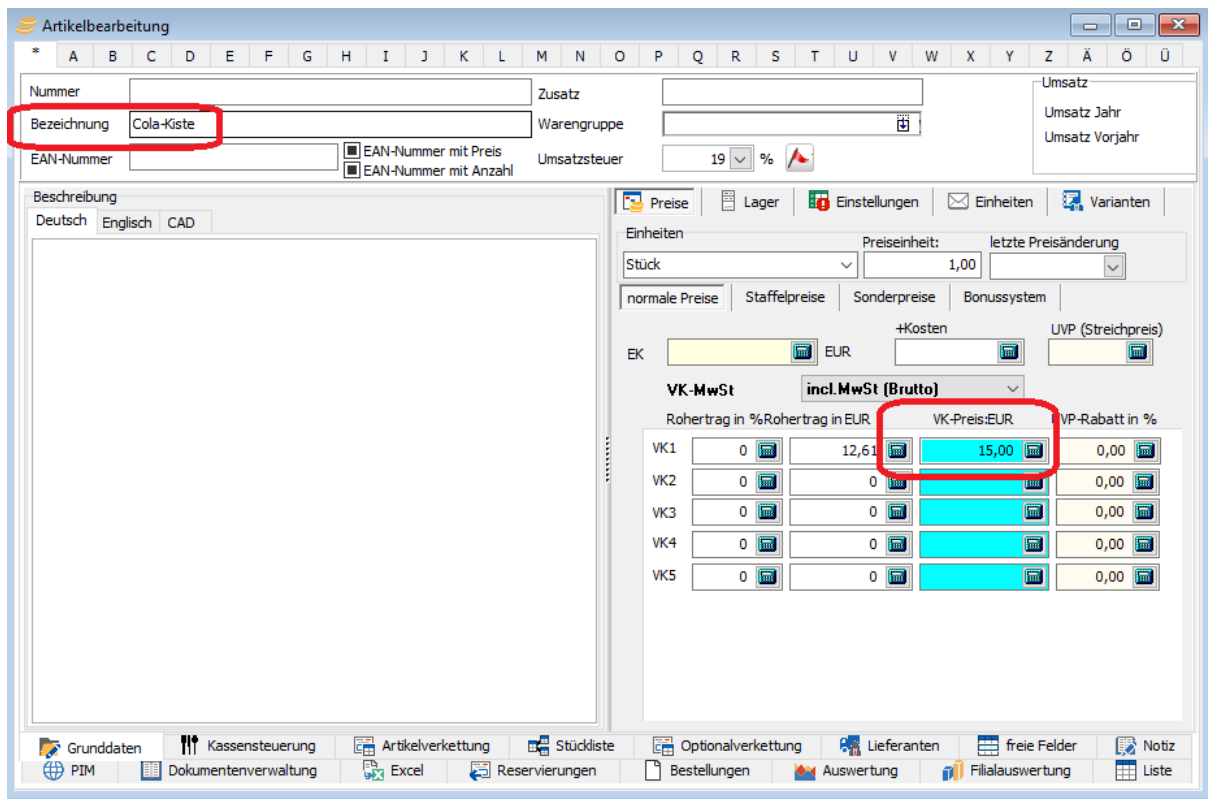 Artikelbearbeitung
* A B C D E F G H I J K L M N O P Q R S T U V W X Y Z Ä Ö Ü
Nummer Zusatz Umsatz
Bezeichnung Cola-Kiste Warengruppe Umsatz Jahr
EAN-Nummer EAN-Nummer mit Preis Umsatzsteuer 19 % Umsatz Vorjahr
EAN-Nummer mit Anzahl
Beschreibung
Deutsch Englisch CAD
Preise Lager Einstellungen Einheiten Varianten
Einheiten Preiseinheit: letzte Preisänderung
Stück 1,00
normale Preise Staffelpreise Sonderpreise Bonussystem
+Kosten UVP (Streichpreis)
EK EUR
VK-MwSt incl.MwSt (Brutto)
Rohertrag in % Rohertrag in EUR VK-Preis:EUR VP-Rabatt in %
VK1 0 12,61 15,00 0,00
VK2 0 0 0,00
VK3 0 0 0,00
VK4 0 0 0,00
VK5 0 0 0,00
Grunddaten Kassensteuerung Artikelverkettung Stückliste Optionalverkettung Lieferanten freie Felder Notiz
PIM Dokumentenverwaltung Excel Reservierungen Bestellungen Auswertung Filialauswertung Liste